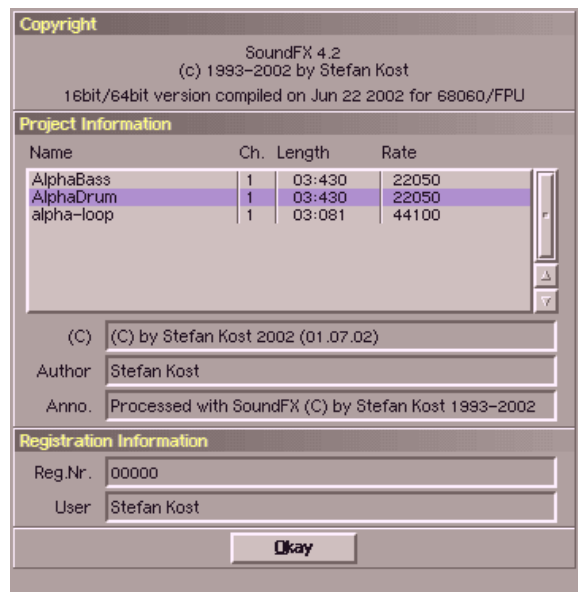 Copyright
SoundFX 4.2
(c) 1993-2002 by Stefan Kost
16bit/64bit version compiled on Jun 22 2002 for 68060/FPU
Project Information
Name Ch. Length Rate
AlphaBass 1 03:430 22050
AlphaDrum 1 03:430 22050
alpha-loop 1 03:081 44100
(C) (C) by Stefan Kost 2002 (01.07.02)
Author Stefan Kost
Anno. Processed with SoundFX (C) by Stefan Kost 1993-2002
Registration Information
Reg.Nr. 00000
User Stefan Kost
Okay